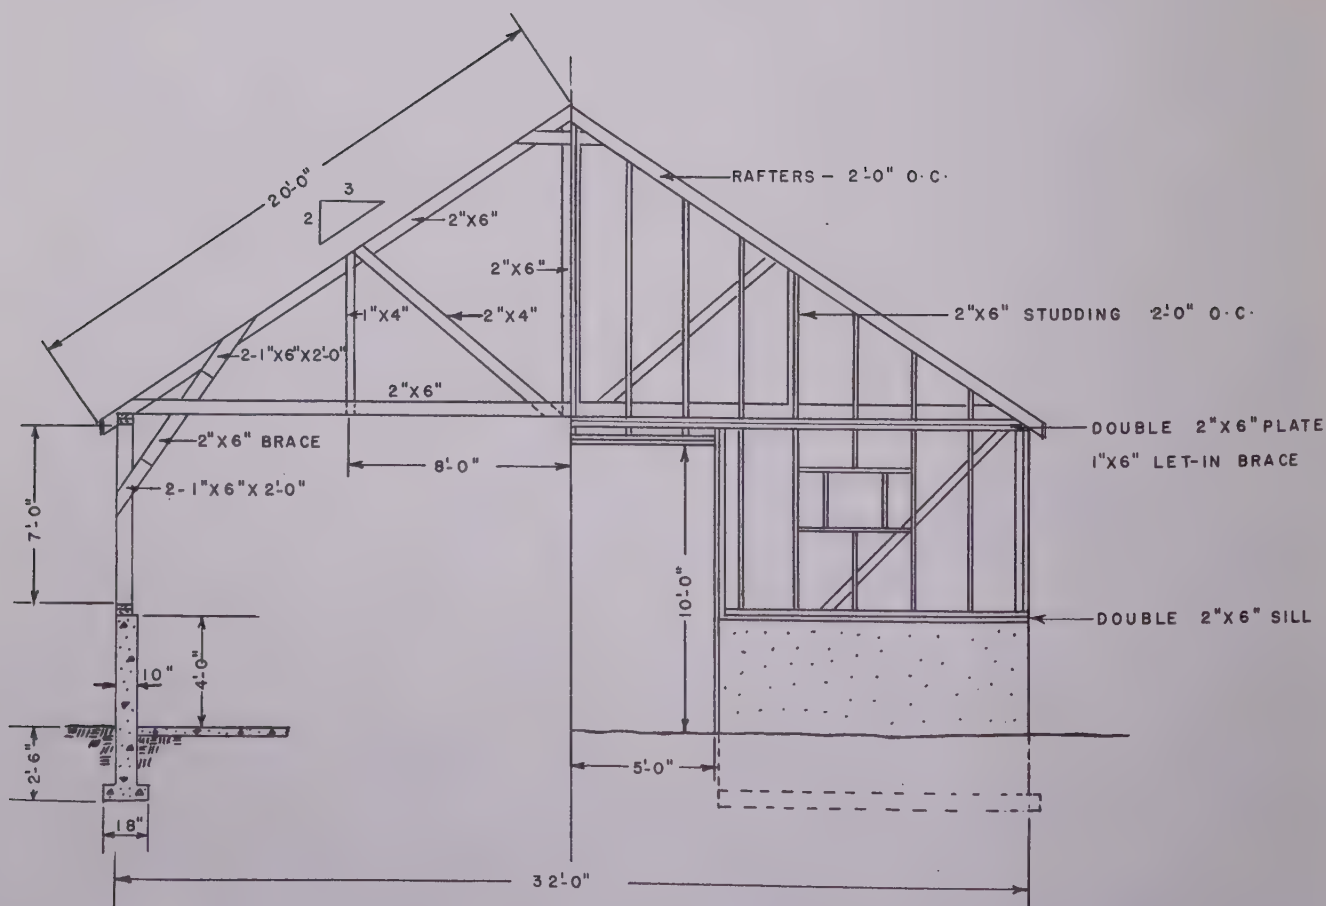 20'-0"
3
2
RAFTERS - 2'-0" O.C.
2"X6"
2"X6"
1"X4"
2"X4"
2"X6" STUDDING 2'-0" O.C.
2-1"X6"X2'-0"
2"X6"
2"X6" BRACE
8'-0"
DOUBLE 2"X6" PLATE
1"X6" LET-IN BRACE
2-1"X6"X2'-0"
7'-0"
10'-0"
DOUBLE 2"X6" SILL
10"
4'-0"
2'-6"
5'-0"
18"
32'-0"